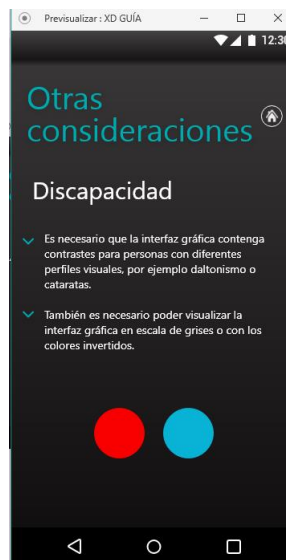 Previsualizar : XD GUÍA
12:30
Otras
consideraciones
Discapacidad
Es necesario que la interfaz gráfica contenga
contrastes para personas con diferentes
perfiles visuales, por ejemplo daltonismo o
cataratas.
También es necesario poder visualizar la
interfaz gráfica en escala de grises o con los
colores invertidos.